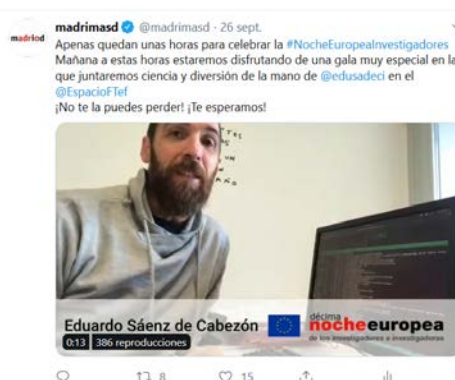 madrimasd @madrimasd · 26 sept.
madrid+d
Apenas quedan unas horas para celebrar la #NocheEuropeaInvestigadores
Mañana a estas horas estaremos disfrutando de una gala muy especial en la
que juntaremos ciencia y diversión de la mano de @edusadeci en el
@EspacioFTef
¡No te la puedes perder! ¡Te esperamos!
Eduardo Sáenz de Cabezón
décima
nocheeuropea
de los investigadores e investigadoras
0:13 386 reproducciones
8 15